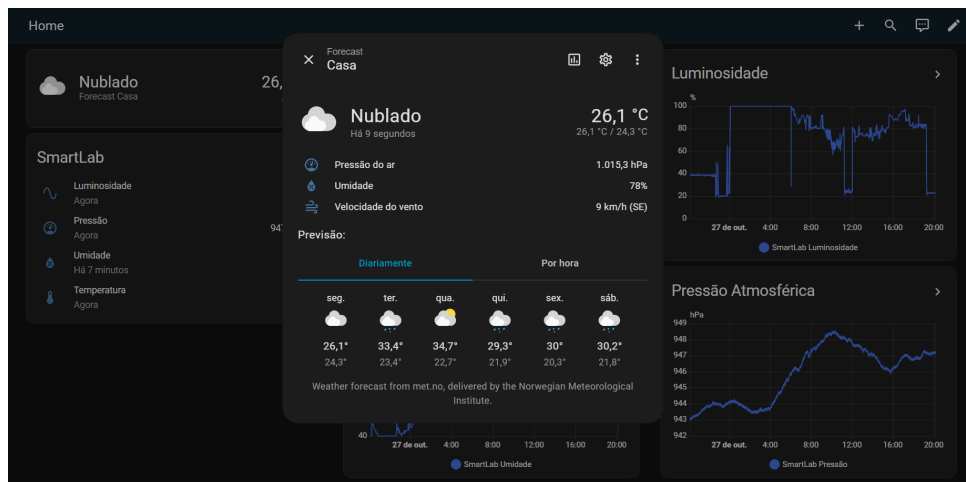 Home
Nublado
Forecast Casa
26,
SmartLab
Luminosidade
Agora
Pressão
Agora
947
Umidade
Há 7 minutos
Temperatura
Agora
Forecast
Casa
Nublado
Há 9 segundos
26,1 °C
26,1 °C / 24,3 °C
Pressão do ar
1.015,3 hPa
Umidade
78%
Velocidade do vento
9 km/h (SE)
Previsão:
Diariamente
Por hora
seg. ter. qua. qui. sex. sáb.
26,1° 33,4° 34,7° 29,3° 30° 30,2°
24,3° 23,4° 22,7° 21,9° 20,3° 21,8°
Weather forecast from met.no, delivered by the Norwegian Meteorological
Institute.
40
27 de out. 4:00 8:00 12:00 16:00 20:00
SmartLab Umidade
Luminosidade
%
100
80
60
40
20
0
27 de out. 4:00 8:00 12:00 16:00 20:00
SmartLab Luminosidade
Pressão Atmosférica
hPa
949
948
947
946
945
944
943
942
27 de out. 4:00 8:00 12:00 16:00 20:00
SmartLab Pressão